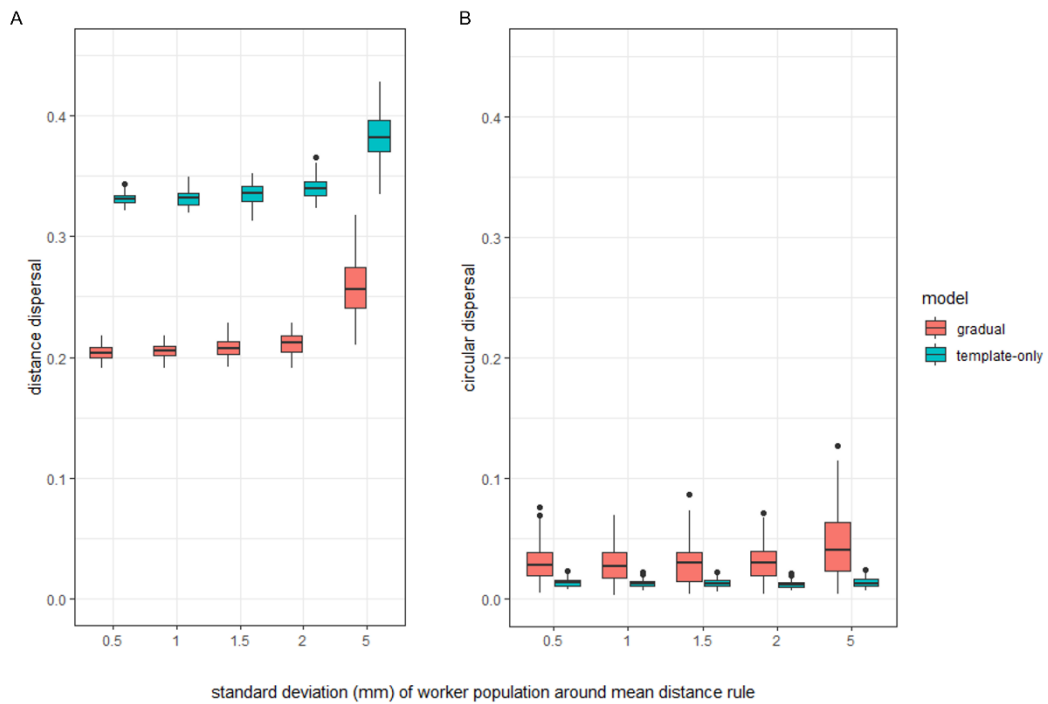 A
B
distance dispersal
0.4
0.3
0.2
0.1
0.0
0.5 1 1.5 2 5
circular dispersal
0.4
0.3
0.2
0.1
0.0
0.5 1 1.5 2 5
model
gradual
template-only
standard deviation (mm) of worker population around mean distance rule